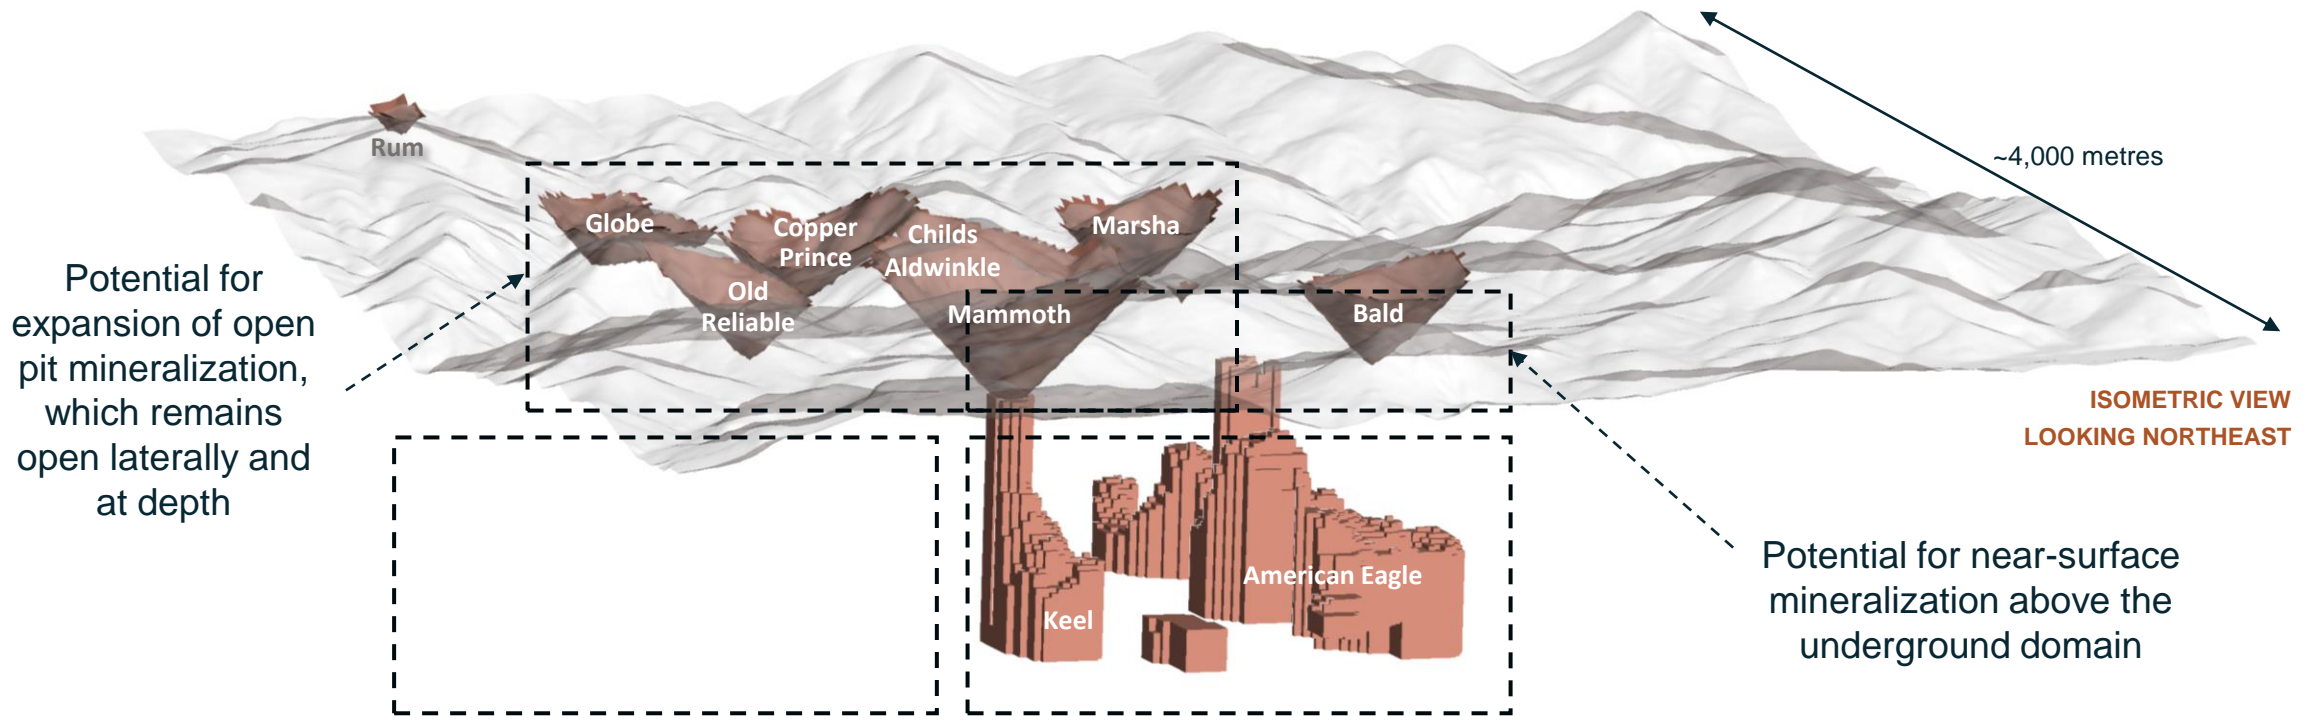 Rum
~4,000 metres
Globe
Copper
Prince
Childs
Aldwinkle
Marsha
Old
Reliable
Mammoth
Bald
Potential for
expansion of open
pit mineralization,
which remains
open laterally and
at depth
ISOMETRIC VIEW
LOOKING NORTHEAST
American Eagle
Keel
Potential for near-surface
mineralization above the
underground domain